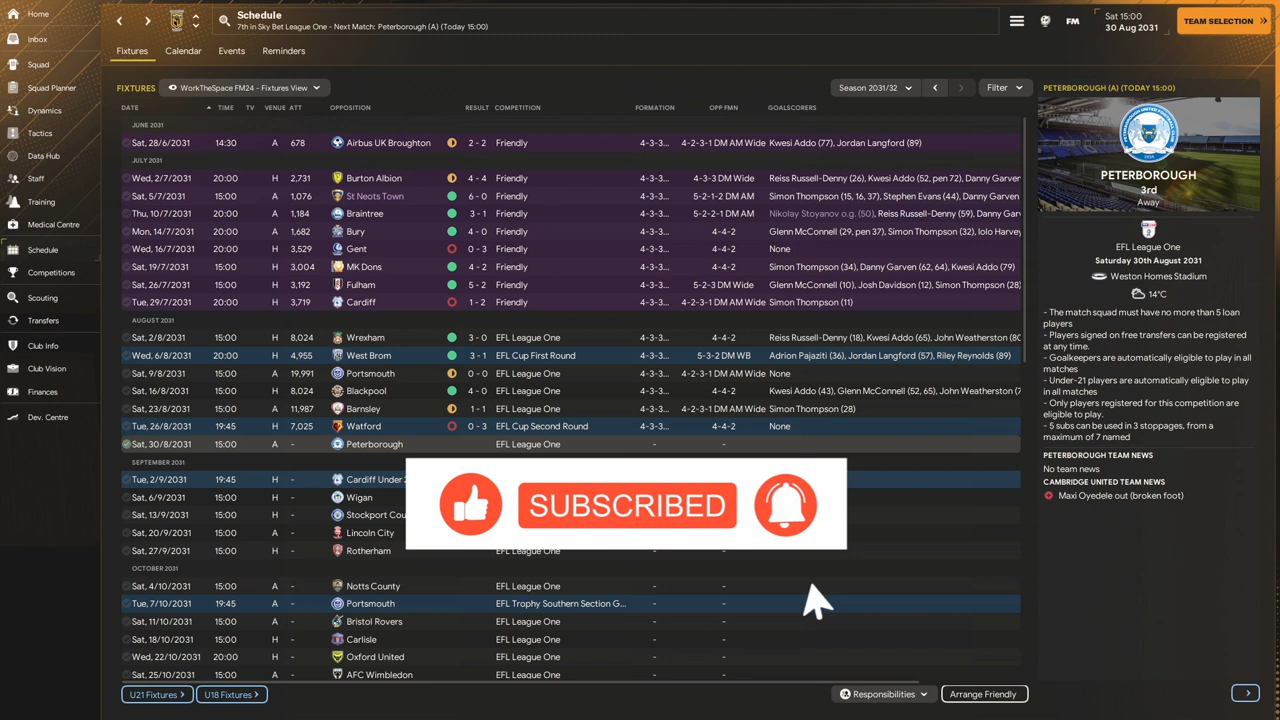 Home
Inbox
Squad
Squad Planner
Dynamics
Tactics
Data Hub
Staff
Training
Medical Centre
Schedule
Competitions
Scouting
Transfers
Club Info
Club Vision
Finances
Dev. Centre
Schedule
7th in Sky Bet League One - Next Match: Peterborough (A) (Today 15:00)
FM
Sat 15:00
30 Aug 2031
TEAM SELECTION
Fixtures Calendar Events Reminders
FIXTURES WorkTheSpace FM24 - Fixtures View Season 2031/32 Filter
DATE TIME TV VENUE ATT OPPOSITION RESULT COMPETITION FORMATION OPP FMN GOALSCORERS
JUNE 2031
Sat, 28/6/2031 14:30 A 678 Airbus UK Broughton 2 - 2 Friendly 4-3-3... 4-2-3-1 DM AM Wide Kwesi Addo (77), Jordan Langford (89)
JULY 2031
Wed, 2/7/2031 20:00 H 2,731 Burton Albion 4 - 4 Friendly 4-3-3... 4-3-3 DM Wide Reiss Russell-Denny (26), Kwesi Addo (52, pen 72), Danny Garven
Sat, 5/7/2031 15:00 A 1,076 St Neots Town 6 - 0 Friendly 4-3-3... 5-2-1-2 DM AM Simon Thompson (15, 16, 37), Stephen Evans (44), Danny Garven
Thu, 10/7/2031 20:00 A 1,184 Braintree 3 - 1 Friendly 4-3-3... 5-2-2-1 DM AM Nikolay Stoyanov o.g. (50), Reiss Russell-Denny (59), Danny Garv
Mon, 14/7/2031 20:00 A 1,682 Bury 4 - 0 Friendly 4-3-3... 4-4-2 Glenn McConnell (29, pen 37), Simon Thompson (32), Iolo Harvey
Wed, 16/7/2031 20:00 H 3,529 Gent 0 - 3 Friendly 4-3-3... 4-4-2 None
Sat, 19/7/2031 15:00 H 3,004 MK Dons 4 - 2 Friendly 4-3-3... 4-4-2 Simon Thompson (34), Danny Garven (62, 64), Kwesi Addo (79)
Sat, 26/7/2031 15:00 H 3,192 Fulham 5 - 2 Friendly 4-3-3... 4-2-3-1 DM AM Wide Glenn McConnell (10), Josh Davidson (12), Simon Thompson (28)
Tue, 29/7/2031 20:00 H 3,719 Cardiff 1 - 2 Friendly 4-3-3... 4-2-3-1 DM AM Wide Simon Thompson (11)
AUGUST 2031
Sat, 2/8/2031 15:00 H 8,024 Wrexham 3 - 0 EFL League One 4-3-3... 4-4-2 Reiss Russell-Denny (18), Kwesi Addo (65), John Weatherston (80
Wed, 6/8/2031 20:00 H 4,955 West Brom 3 - 1 EFL Cup First Round 4-3-3... 5-3-2 DM WB Adrion Pajaziti (36), Jordan Langford (57), Riley Reynolds (89)
Sat, 9/8/2031 15:00 A 19,991 Portsmouth 0 - 0 EFL League One 4-3-3... 4-2-3-1 DM AM Wide None
Sat, 16/8/2031 15:00 H 8,024 Blackpool 4 - 0 EFL League One 4-3-3... 4-4-2 Kwesi Addo (43), Glenn McConnell (52, 65), John Weatherston (7
Sat, 23/8/2031 15:00 A 11,987 Barnsley 1 - 1 EFL League One 4-3-3... 4-2-3-1 DM AM Wide Simon Thompson (28)
Tue, 26/8/2031 19:45 H 7,025 Watford 0 - 3 EFL Cup Second Round 4-3-3... 4-4-2 None
Sat, 30/8/2031 15:00 A - Peterborough EFL League One - -
SEPTEMBER 2031
Tue, 2/9/2031 19:45 H Cardiff Under
Sat, 6/9/2031 15:00 H Wigan
Sat, 13/9/2031 15:00 H Stockport Cou
Sat, 20/9/2031 15:00 A Lincoln City
Sat, 27/9/2031 15:00 H - Rotherham EFL League One - -
OCTOBER 2031
Sat, 4/10/2031 15:00 A - Notts County EFL League One - -
Tue, 7/10/2031 19:45 A - Portsmouth EFL Trophy Southern Section G... - -
Sat, 11/10/2031 15:00 A - Bristol Rovers EFL League One - -
Sat, 18/10/2031 15:00 H - Carlisle EFL League One - -
Wed, 22/10/2031 20:00 H - Oxford United EFL League One - -
Sat, 25/10/2031 15:00 A - AFC Wimbledon EFL League One - -
SUBSCRIBED
U21 Fixtures U18 Fixtures Responsibilities Arrange Friendly
PETERBOROUGH (A) (TODAY 15:00)
PETERBOROUGH
3rd
Away
EFL League One
Saturday 30th August 2031
Weston Homes Stadium
14°C
- The match squad must have no more than 5 loan
players
- Players signed on free transfers can be registered
at any time.
- Goalkeepers are automatically eligible to play in all
matches
- Under-21 players are automatically eligible to play
in all matches
- Only players registered for this competition are
eligible to play.
- 5 subs can be used in 3 stoppages, from a
maximum of 7 named
PETERBOROUGH TEAM NEWS
No team news
CAMBRIDGE UNITED TEAM NEWS
Maxi Oyedele out (broken foot)